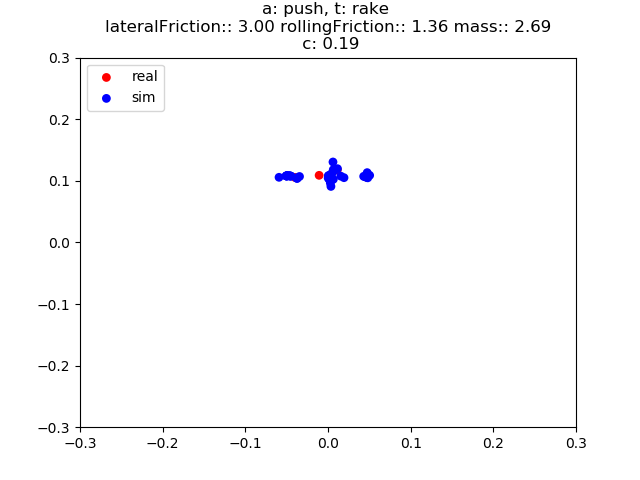 a: push, t: rake
lateralFriction:: 3.00 rollingFriction:: 1.36 mass:: 2.69
c: 0.19
real
sim
0.3
0.2
0.1
0.0
−0.1
−0.2
−0.3
−0.3 −0.2 −0.1 0.0 0.1 0.2 0.3